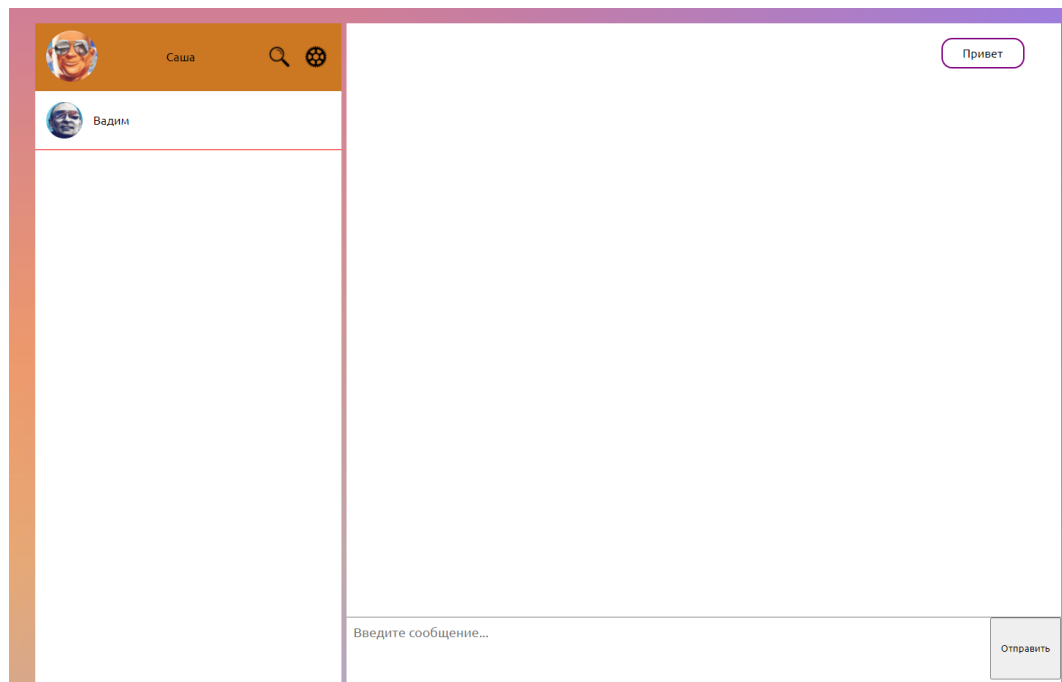 Саша
Вадим
Привет
Введите сообщение...
Отправить